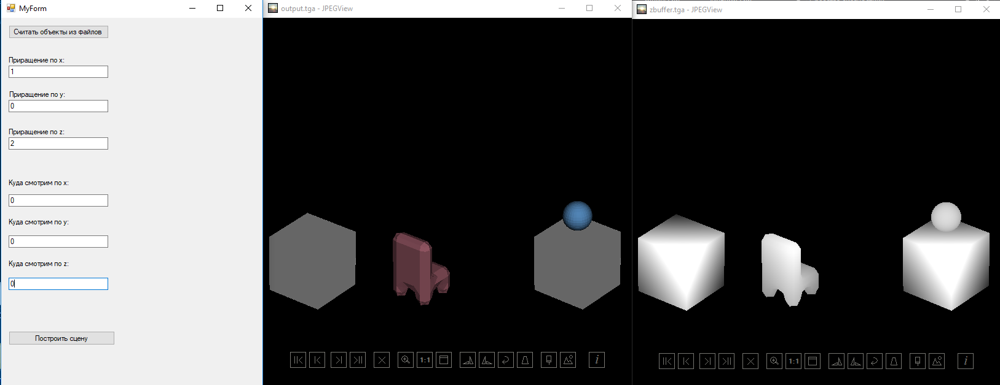 MyForm
Считать объекты из файлов
Приращение по x:
1
Приращение по y:
0
Приращение по z:
2
Куда смотрим по x:
0
Куда смотрим по y:
0
Куда смотрим по z:
0
Построить сцену
output.tga - JPEGView
1:1
i
zbuffer.tga - JPEGView
1:1
i